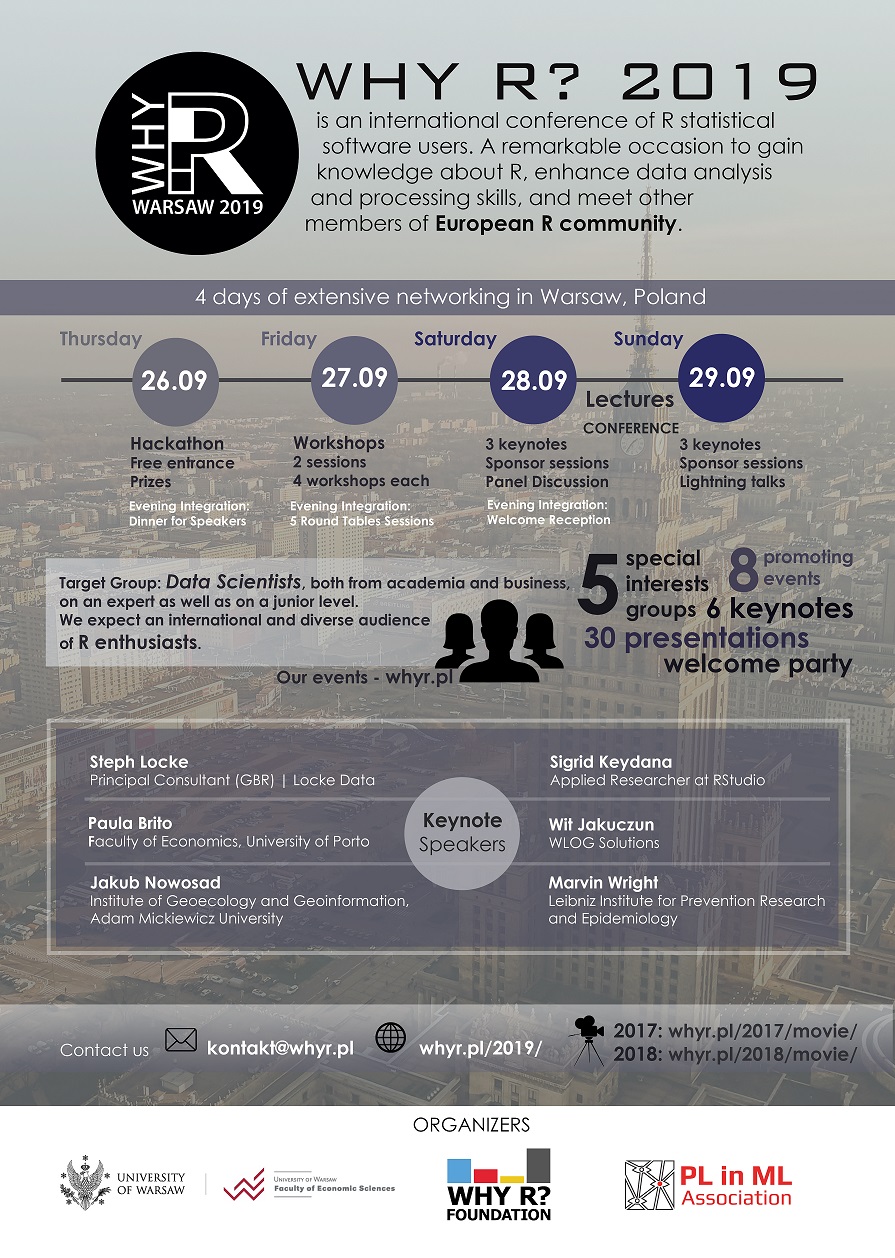 WHY R
WARSAW 2019
WHY R? 2019
is an international conference of R statistical
software users. A remarkable occasion to gain
knowledge about R, enhance data analysis
and processing skills, and meet other
members of European R community.
4 days of extensive networking in Warsaw, Poland
Thursday
26.09
Hackathon
Free entrance
Prizes
Evening Integration:
Dinner for Speakers
Friday
27.09
Workshops
2 sessions
4 workshops each
Evening Integration:
5 Round Tables Sessions
Saturday
28.09
Lectures
CONFERENCE
3 keynotes
Sponsor sessions
Panel Discussion
Evening Integration:
Welcome Reception
Sunday
29.09
3 keynotes
Sponsor sessions
Lightning talks
Target Group: Data Scientists, both from academia and business,
on an expert as well as on a junior level.
We expect an international and diverse audience
of R enthusiasts.
Our events - whyr.pl
5 special
interests
groups
8 promoting
events
6 keynotes
30 presentations
welcome party
Keynote
Speakers
Steph Locke
Principal Consultant (GBR) | Locke Data
Paula Brito
Faculty of Economics, University of Porto
Jakub Nowosad
Institute of Geoecology and Geoinformation,
Adam Mickiewicz University
Sigrid Keydana
Applied Researcher at RStudio
Wit Jakuczun
WLOG Solutions
Marvin Wright
Leibniz Institute for Prevention Research
and Epidemiology
Contact us
kontakt@whyr.pl
whyr.pl/2019/
2017: whyr.pl/2017/movie/
2018: whyr.pl/2018/movie/
ORGANIZERS
UNIVERSITY
OF WARSAW
University of Warsaw
Faculty of Economic Sciences
WHY R?
FOUNDATION
PL in ML
Association